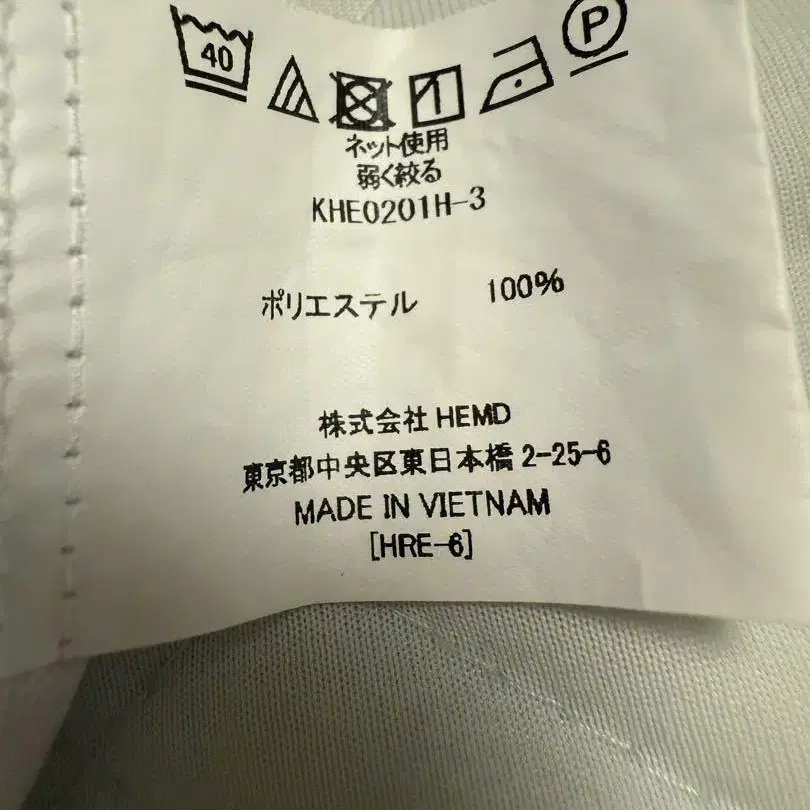 40
P
ネット使用
弱く絞る
KHE0201H-3
ポリエステル 100%
株式会社 HEMD
東京都中央区東日本橋 2-25-6
MADE IN VIETNAM
[HRE-6]